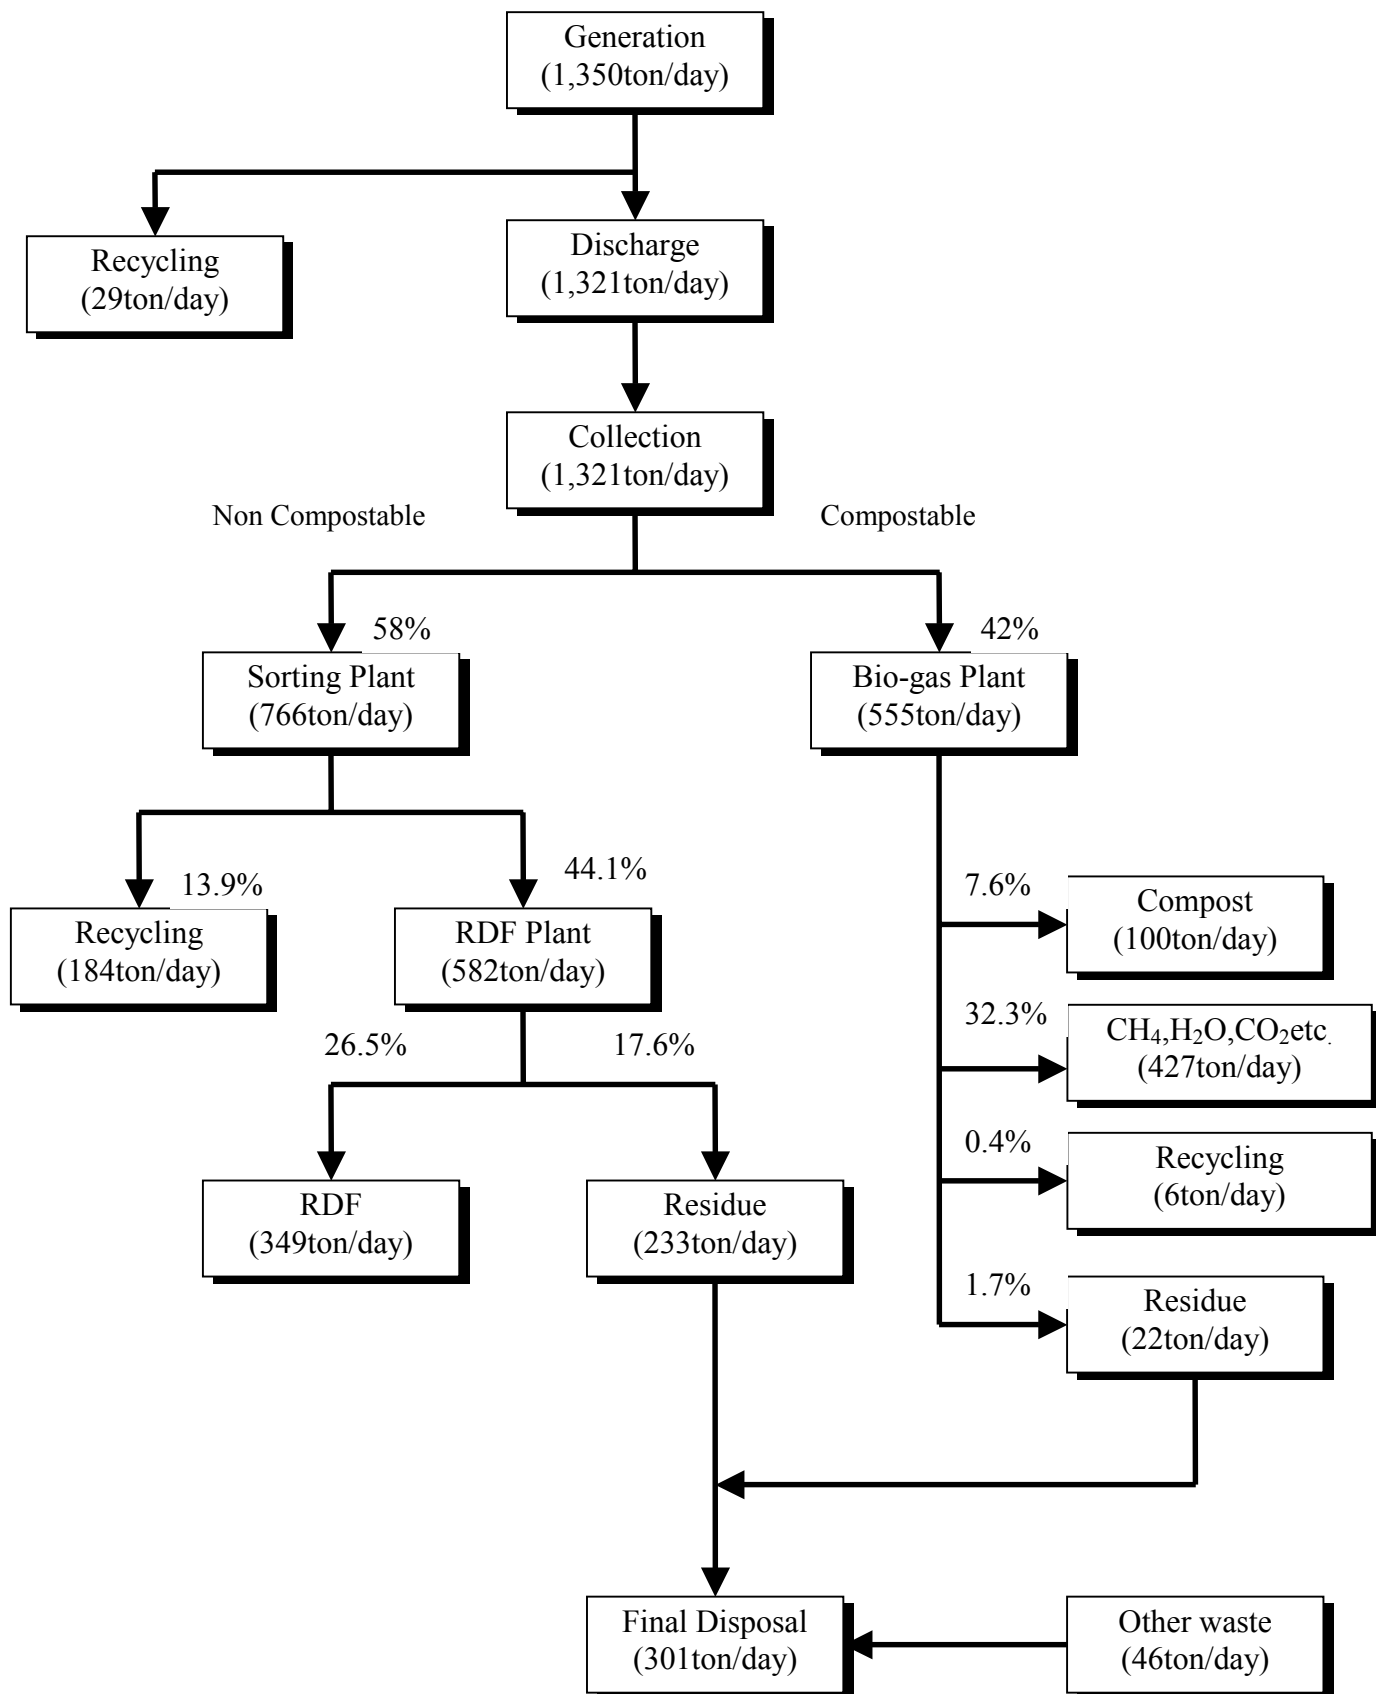 Generation
(1,350ton/day)
Recycling
(29ton/day)
Discharge
(1,321ton/day)
Collection
(1,321ton/day)
Non Compostable
Compostable
58%
42%
Sorting Plant
(766ton/day)
Bio-gas Plant
(555ton/day)
13.9%
44.1%
Recycling
(184ton/day)
RDF Plant
(582ton/day)
7.6%
Compost
(100ton/day)
26.5%
17.6%
32.3%
CH₄,H₂O,CO₂etc.
(427ton/day)
RDF
(349ton/day)
Residue
(233ton/day)
0.4%
Recycling
(6ton/day)
1.7%
Residue
(22ton/day)
Final Disposal
(301ton/day)
Other waste
(46ton/day)